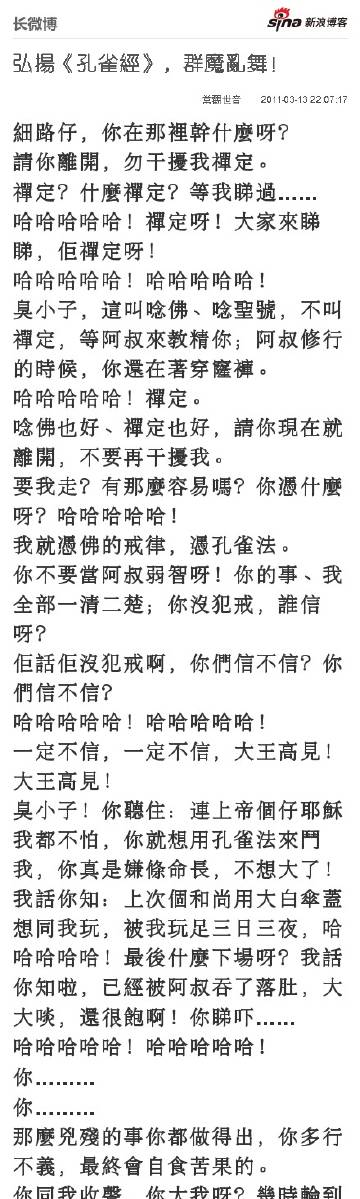 长微博
sina 新浪博客
弘揚《孔雀經》，群魔亂舞！
2011-03-13 22:07:17
細路仔，你在那裡幹什麼呀？
請你離開，勿干擾我禪定。
禪定？什麼禪定？等我睇過……
哈哈哈哈哈！禪定呀！大家來睇
睇，佢禪定呀！
哈哈哈哈哈！哈哈哈哈哈！
臭小子，這叫唸佛、唸聖號，不叫
禪定，等阿叔來教精你；阿叔修行
的時候，你還在著穿窿褲。
哈哈哈哈哈！禪定。
唸佛也好、禪定也好，請你現在就
離開，不要再干擾我。
要我走？有那麼容易嗎？你憑什麼
呀？哈哈哈哈哈！
我就憑佛的戒律，憑孔雀法。
你不要當阿叔弱智呀！你的事、我
全部一清二楚；你沒犯戒，誰信
呀？
佢話佢沒犯戒啊，你們信不信？你
們信不信？
哈哈哈哈哈！哈哈哈哈哈！
一定不信，一定不信，大王高見！
大王高見！
臭小子！你聽住：連上帝個仔耶穌
我都不怕，你就想用孔雀法來鬥
我，你真是嫌條命長，不想大了！
我話你知：上次個和尚用大白傘蓋
想同我玩，被我玩足三日三夜，哈
哈哈哈哈！最後什麼下場呀？我話
你知啦，已經被阿叔吞了落肚，大
大啖，還很飽啊！你睇吓……
哈哈哈哈哈！哈哈哈哈哈！
你………
你………
那麼兇殘的事你都做得出，你多行
不義，最終會自食苦果的。
你同我收聲，你大我呀？幾時輪到